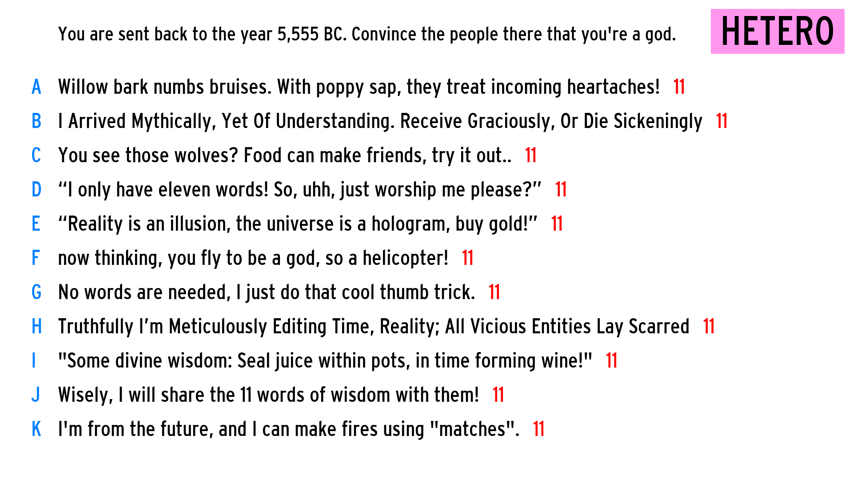 You are sent back to the year 5,555 BC. Convince the people there that you're a god.
HETERO
A Willow bark numbs bruises. With poppy sap, they treat incoming heartaches! 11
B I Arrived Mythically, Yet Of Understanding. Receive Graciously, Or Die Sickeningly 11
C You see those wolves? Food can make friends, try it out.. 11
D “I only have eleven words! So, uhh, just worship me please?” 11
E “Reality is an illusion, the universe is a hologram, buy gold!” 11
F now thinking, you fly to be a god, so a helicopter! 11
G No words are needed, I just do that cool thumb trick. 11
H Truthfully I’m Meticulously Editing Time, Reality; All Vicious Entities Lay Scarred 11
I "Some divine wisdom: Seal juice within pots, in time forming wine!" 11
J Wisely, I will share the 11 words of wisdom with them! 11
K I'm from the future, and I can make fires using "matches". 11